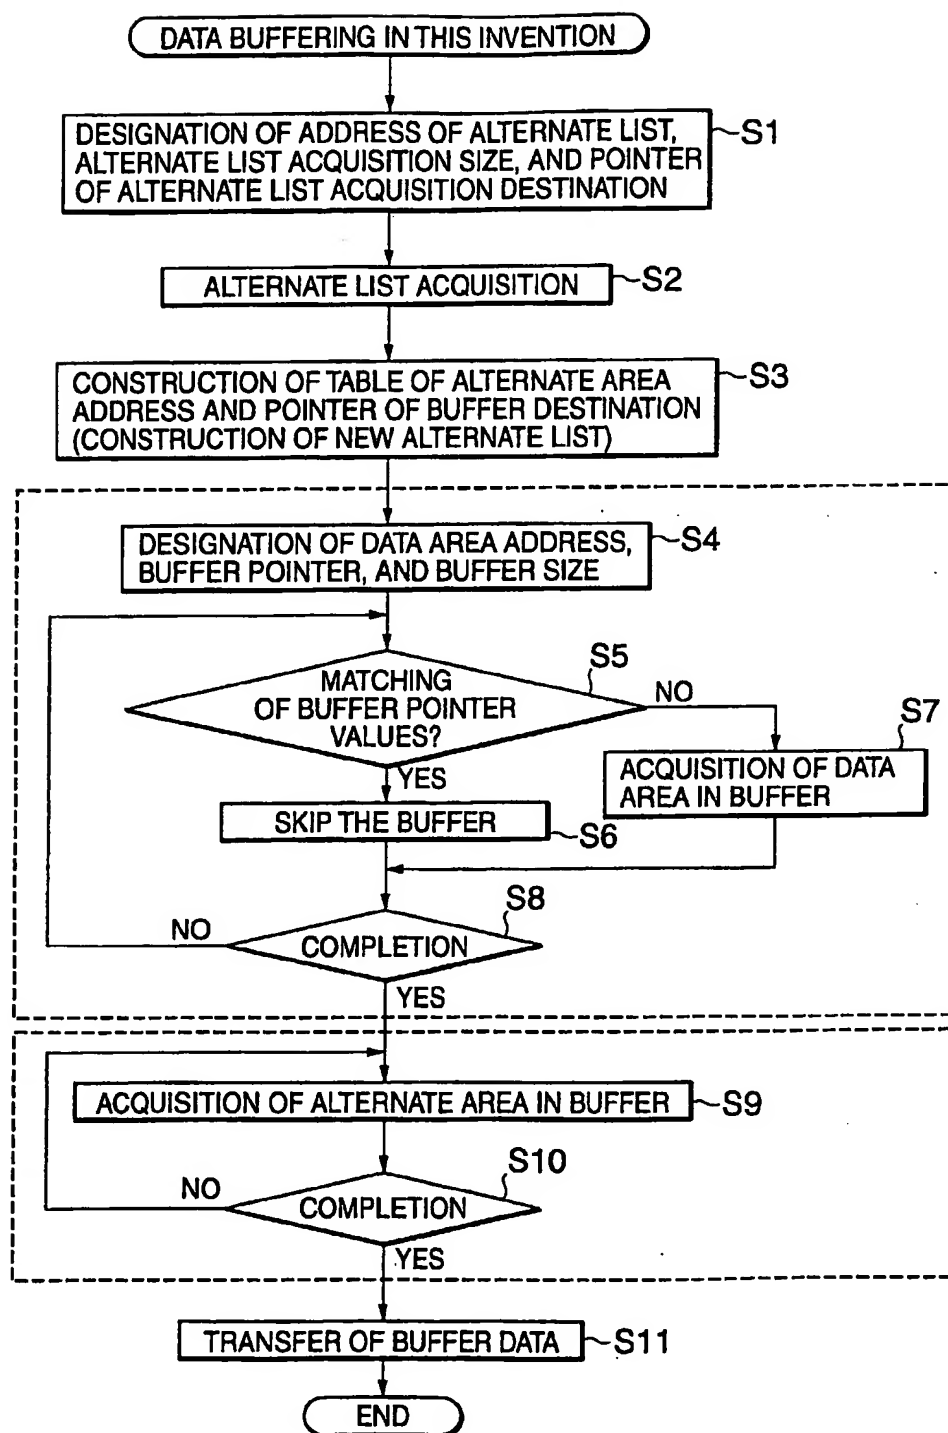 DATA BUFFERING IN THIS INVENTION
DESIGNATION OF ADDRESS OF ALTERNATE LIST,
ALTERNATE LIST ACQUISITION SIZE, AND POINTER
OF ALTERNATE LIST ACQUISITION DESTINATION
S1
ALTERNATE LIST ACQUISITION
S2
CONSTRUCTION OF TABLE OF ALTERNATE AREA
ADDRESS AND POINTER OF BUFFER DESTINATION
(CONSTRUCTION OF NEW ALTERNATE LIST)
S3
DESIGNATION OF DATA AREA ADDRESS,
BUFFER POINTER, AND BUFFER SIZE
S4
MATCHING
OF BUFFER POINTER
VALUES?
S5
NO
YES
S7
ACQUISITION OF DATA
AREA IN BUFFER
SKIP THE BUFFER
S6
S8
NO
COMPLETION
YES
ACQUISITION OF ALTERNATE AREA IN BUFFER
S9
S10
NO
COMPLETION
YES
TRANSFER OF BUFFER DATA
S11
END